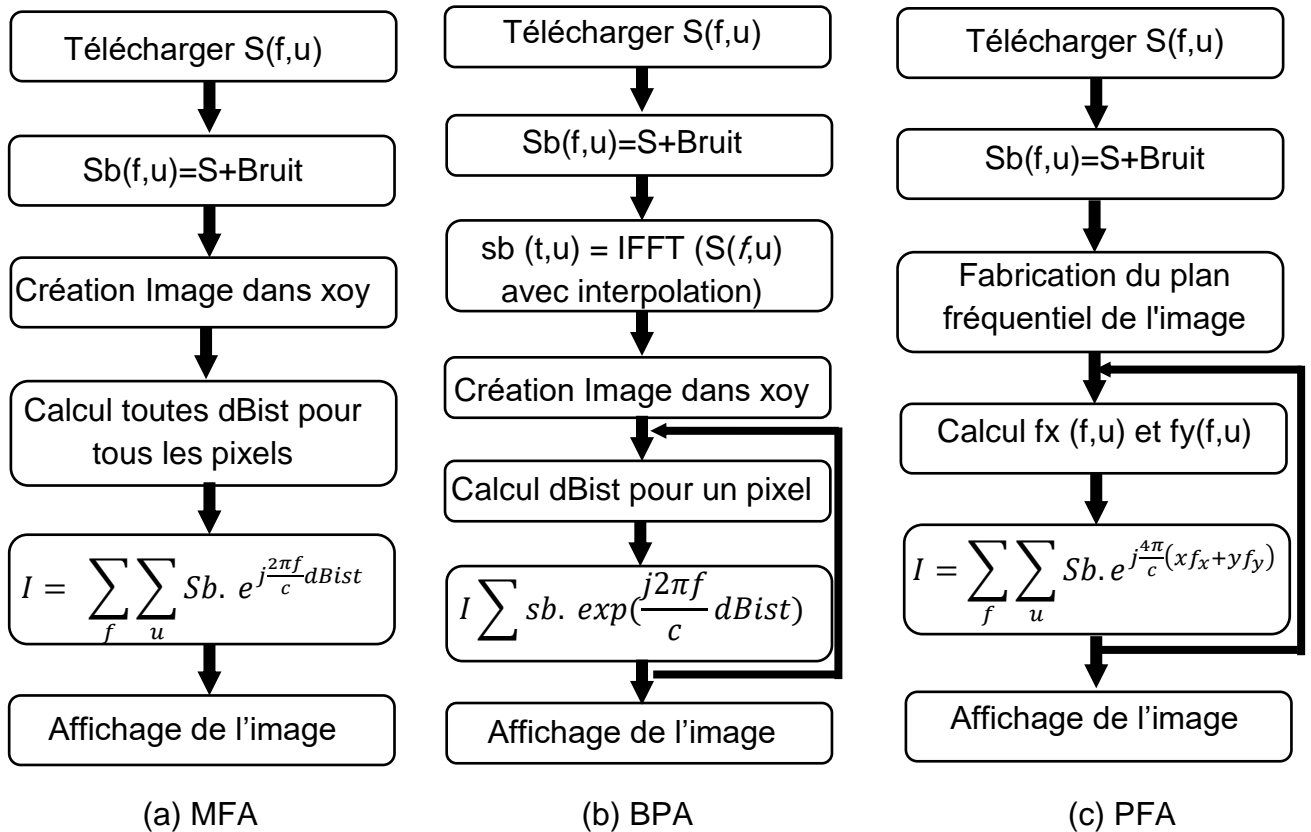 Télécharger S(f,u)
Sb(f,u)=S+Bruit
Création Image dans xoy
Calcul toutes dBist pour
tous les pixels
I = ∑_f ∑_u Sb. e^{j\frac{2πf}{c}dBist}
Affichage de l’image
(a) MFA
Télécharger S(f,u)
Sb(f,u)=S+Bruit
sb (t,u) = IFFT (S(f,u)
avec interpolation)
Création Image dans xoy
Calcul dBist pour un pixel
I ∑ sb. exp(\frac{j2πf}{c} dBist)
Affichage de l’image
(b) BPA
Télécharger S(f,u)
Sb(f,u)=S+Bruit
Fabrication du plan
fréquentiel de l'image
Calcul fx (f,u) et fy(f,u)
I = ∑_f ∑_u Sb. e^{j\frac{4π}{c}(xf_x+yf_y)}
Affichage de l’image
(c) PFA